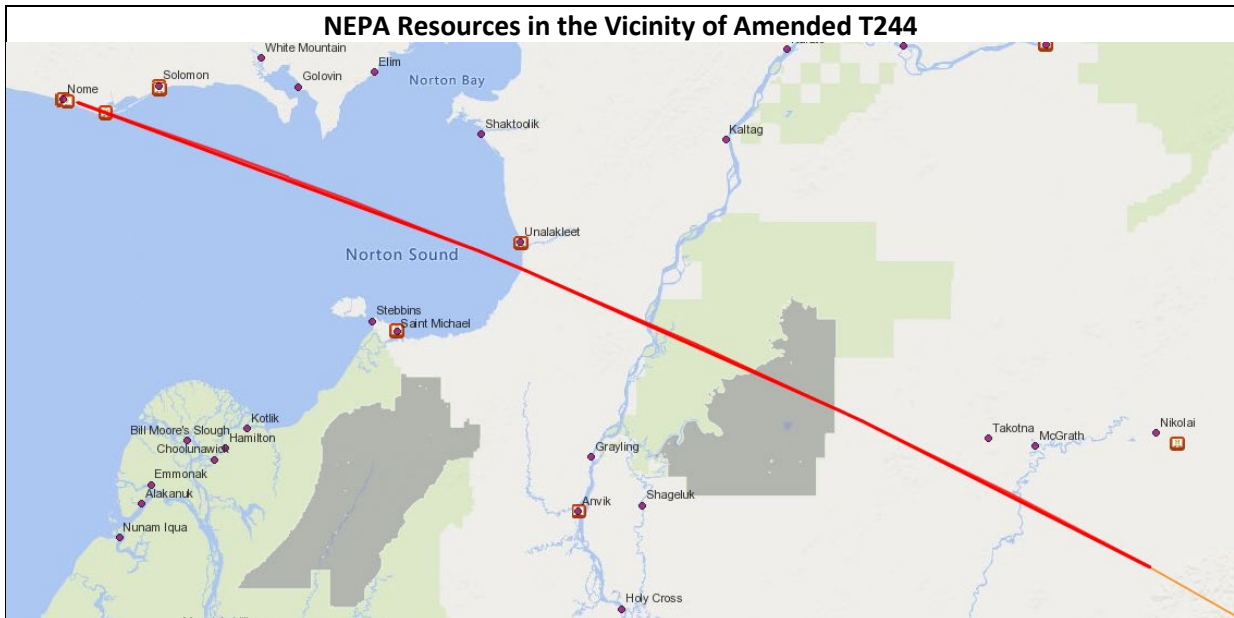 NEPA Resources in the Vicinity of Amended T244
White Mountain
Elim
Solomon
Golovin
Norton Bay
Nome
Shaktoolik
Kaltag
Unalakleet
Norton Sound
Stebbins
Saint Michael
Kotlik
Bill Moore's Slough
Hamilton
Choolunawick
Takotna
McGrath
Nikolai
Grayling
Emmonak
Alakanuk
Anvik
Shageluk
Nunam Iqua
Holy Cross